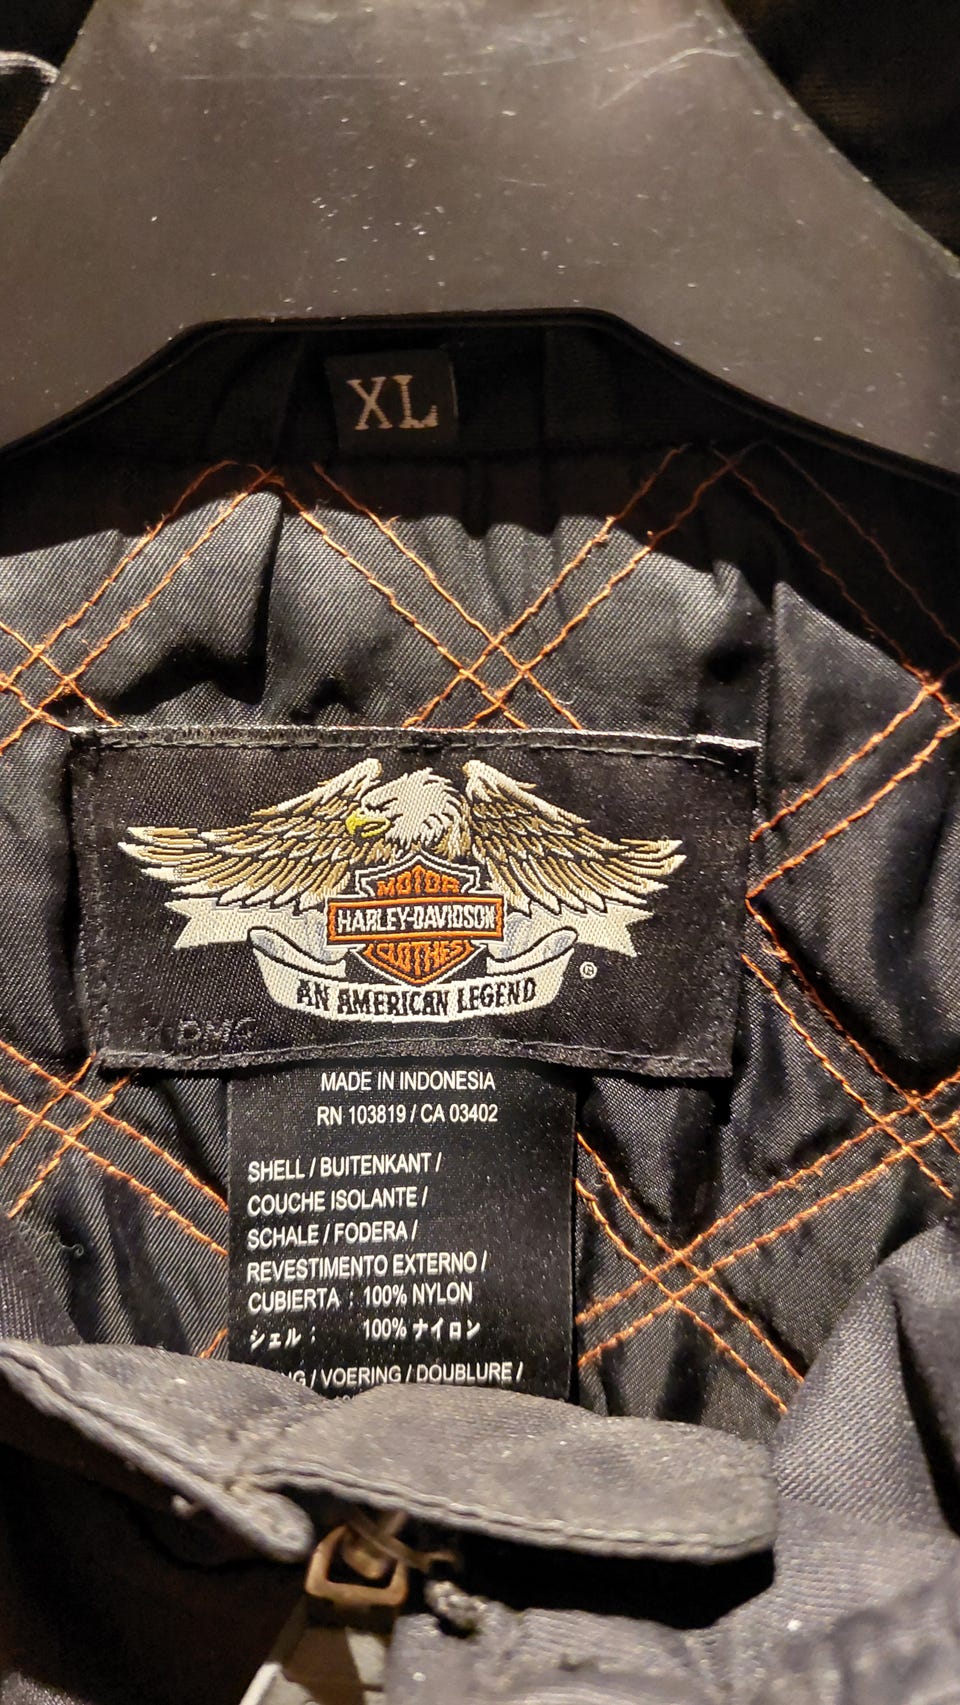 XL
MOTOR
HARLEY-DAVIDSON
CLOTHES
®
AN AMERICAN LEGEND
MADE IN INDONESIA
RN 103819 / CA 03402
SHELL / BUITENKANT /
COUCHE ISOLANTE /
SCHALE / FODERA /
REVESTIMENTO EXTERNO /
CUBIERTA : 100% NYLON
シェル : 100% ナイロン
/ VOERING / DOUBLURE /